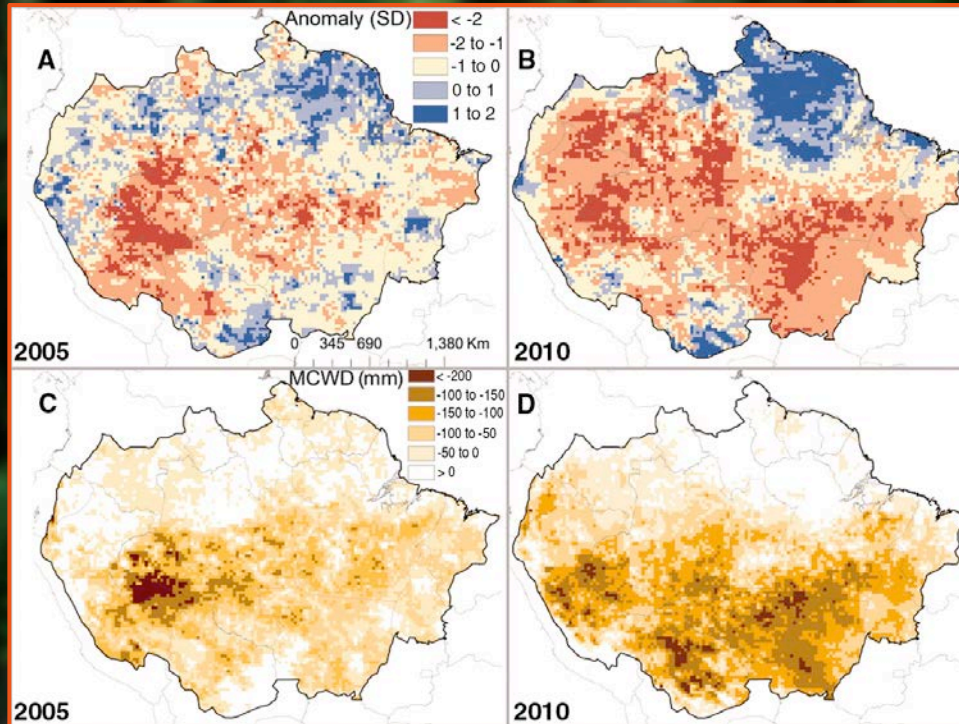 A
Anomaly (SD)
< -2
-2 to -1
-1 to 0
0 to 1
1 to 2
2005
0 345 690 1,380 Km
B
2010
C
MCWD (mm)
< -200
-100 to -150
-150 to -100
-100 to -50
-50 to 0
> 0
2005
D
2010